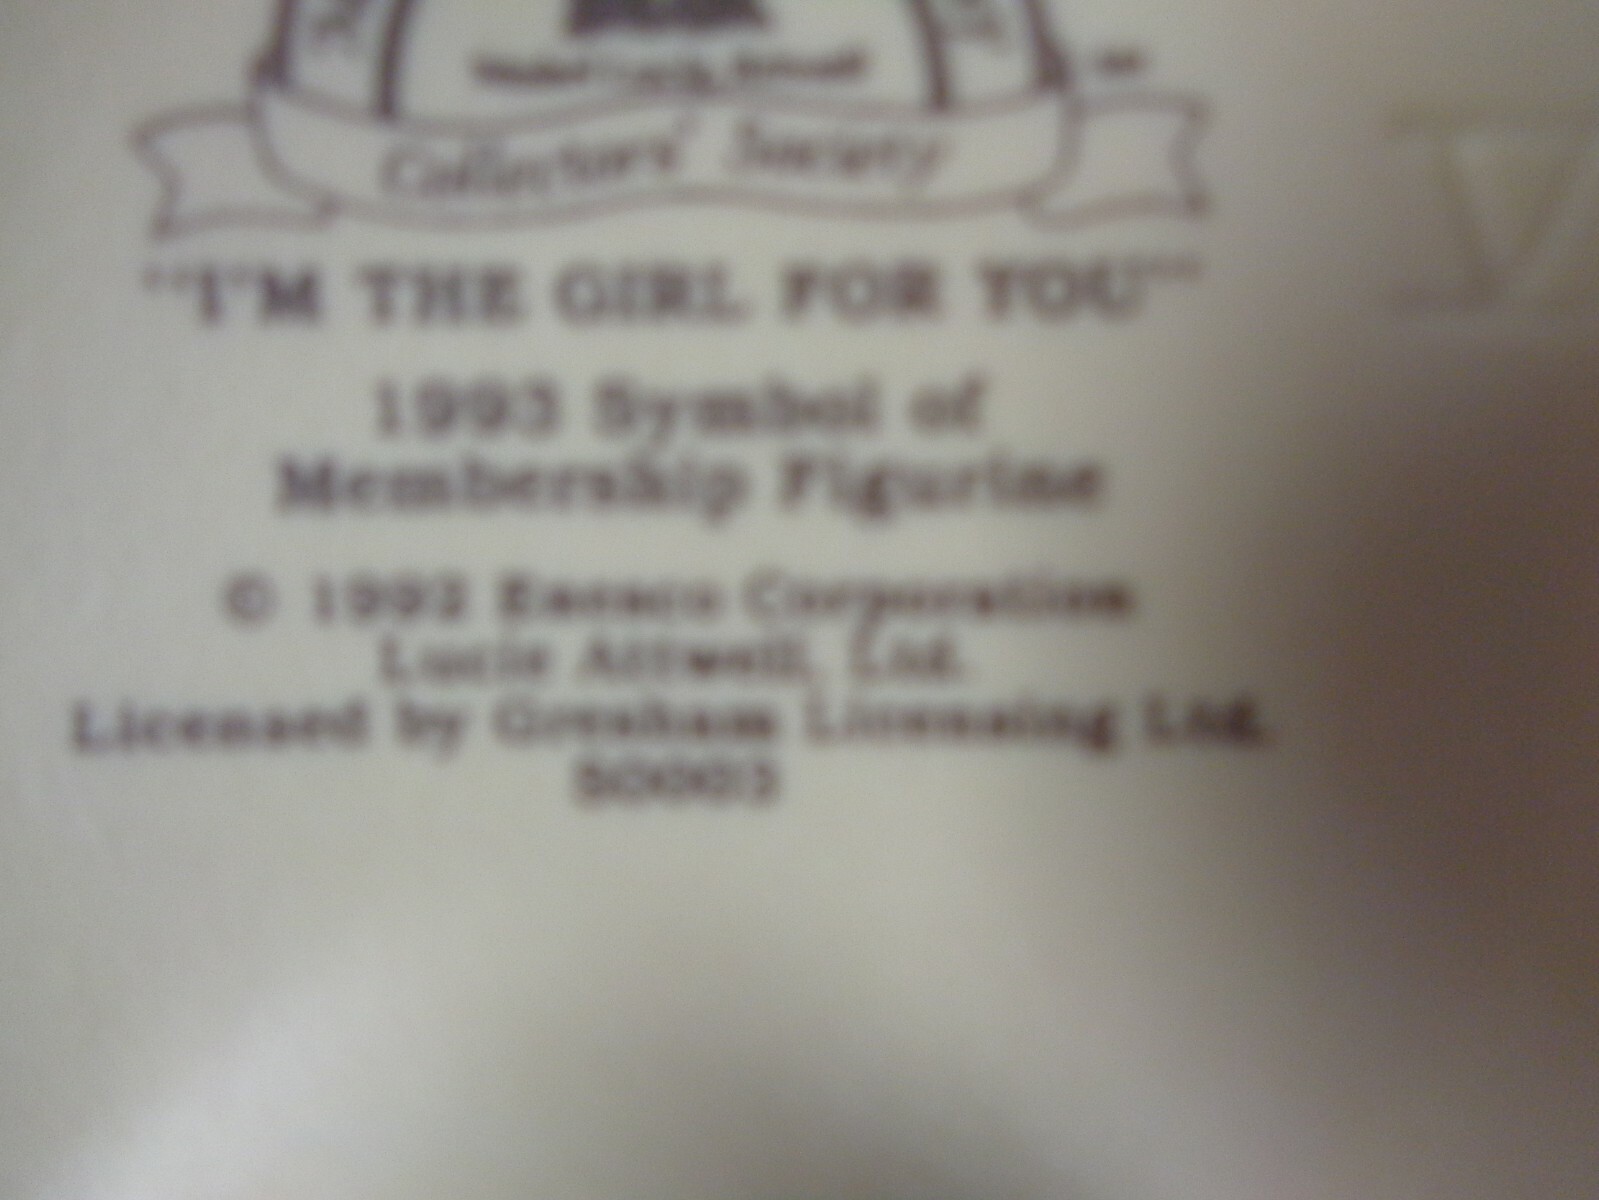 Collectors' Society
"I'M THE GIRL FOR YOU"
1993 Symbol of
Membership Figurine
© 1992 Enesco Corporation
Lucie Attwell, Ltd.
Licensed by Gresham Licensing Ltd.